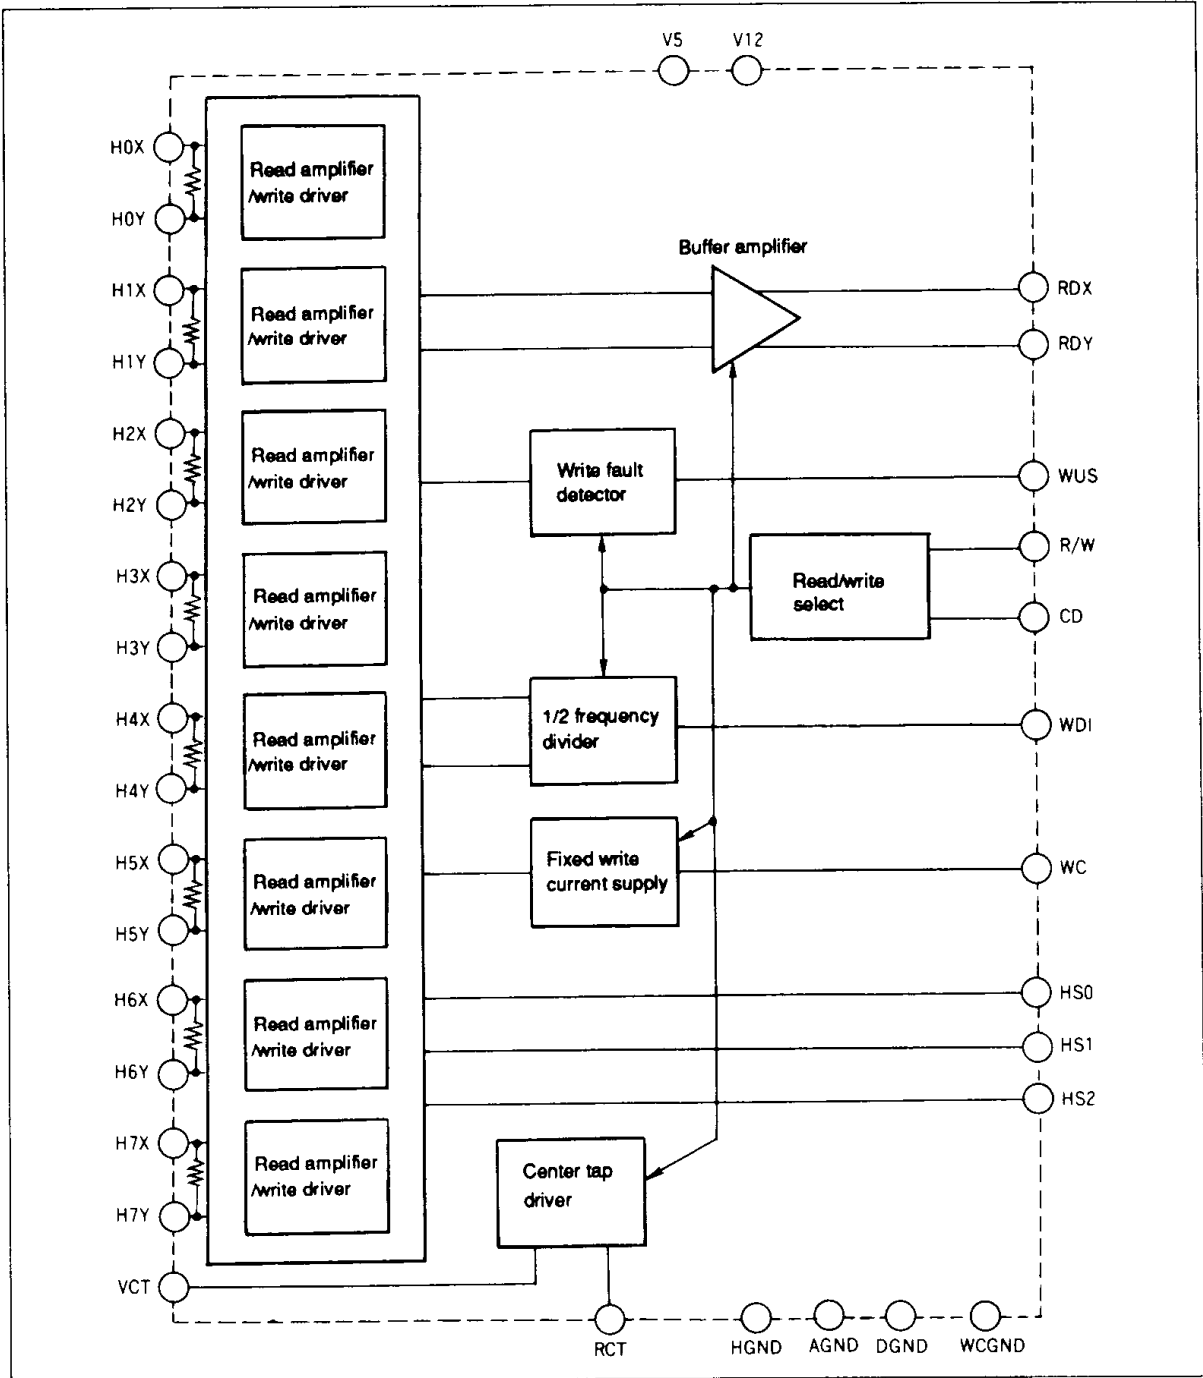 V5 V12
H0X
Read amplifier
/write driver
H0Y
Buffer amplifier
H1X
Read amplifier
/write driver
RDX
H1Y
RDY
H2X
Read amplifier
/write driver
H2Y
Write fault
detector
WUS
R/W
H3X
Read amplifier
/write driver
H3Y
Read/write
select
CD
H4X
Read amplifier
/write driver
H4Y
1/2 frequency
divider
WDI
H5X
Read amplifier
/write driver
H5Y
Fixed write
current supply
WC
H6X
Read amplifier
/write driver
H6Y
HS0
HS1
HS2
H7X
Read amplifier
/write driver
H7Y
Center tap
driver
VCT
RCT HGND AGND DGND WCGND